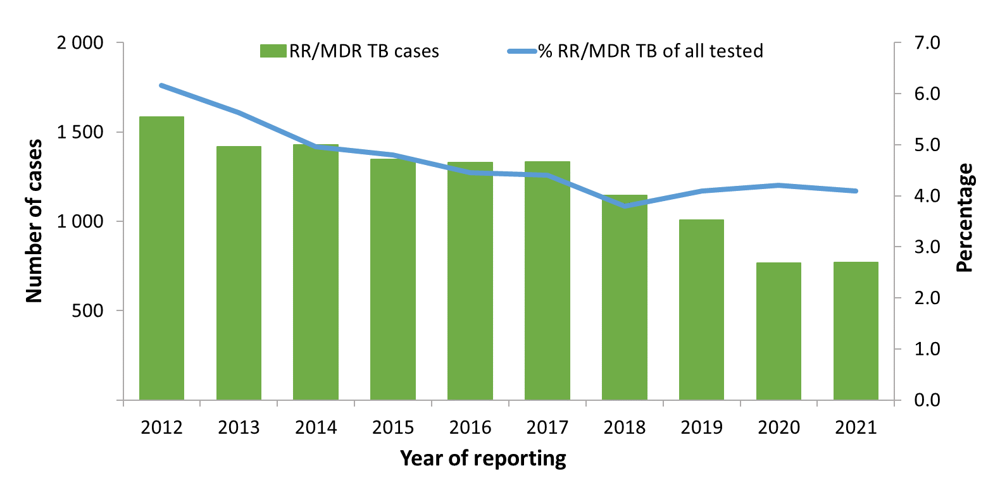 RR/MDR TB cases
% RR/MDR TB of all tested
2 000
1 500
1 000
500
Number of cases
7.0
6.0
5.0
4.0
3.0
2.0
1.0
0.0
Percentage
2012 2013 2014 2015 2016 2017 2018 2019 2020 2021
Year of reporting